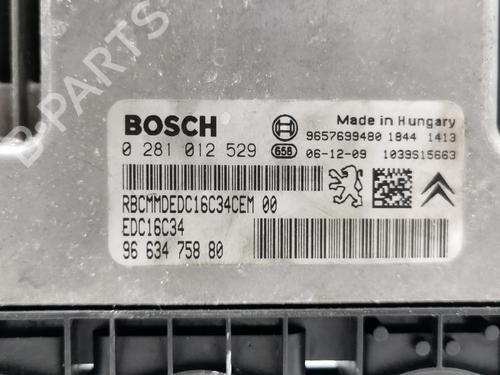 B-PARTS
BOSCH
Made in Hungary
9657699480 1844 1413
0 281 012 529
658
06-12-09 1039S15663
RBCMMDEDC16C34CEM 00
EDC16C34
96 634 758 80